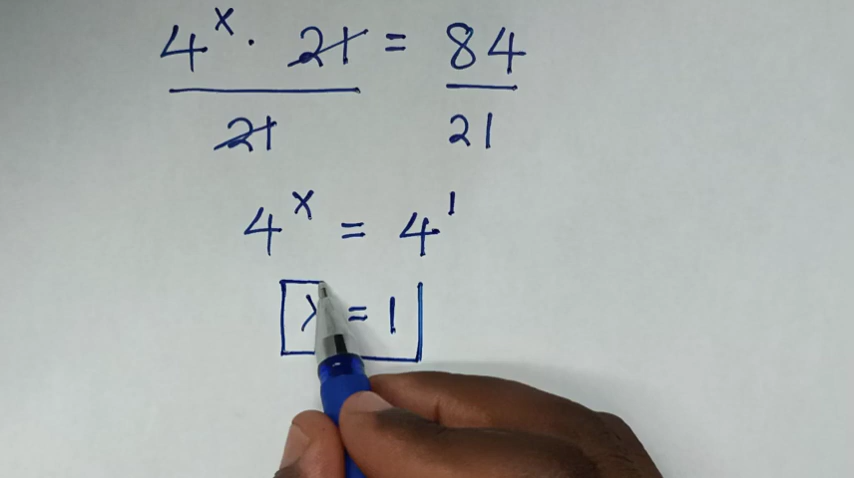 4^x · 21 = 84
21 21
4^x = 4^1
x = 1